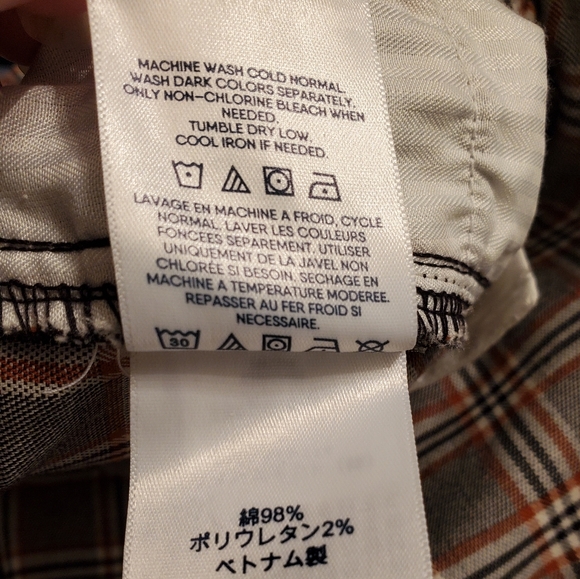 MACHINE WASH COLD NORMAL.
WASH DARK COLORS SEPARATELY.
ONLY NON-CHLORINE BLEACH WHEN
NEEDED.
TUMBLE DRY LOW.
COOL IRON IF NEEDED.
LAVAGE EN MACHINE A FROID, CYCLE
NORMAL. LAVER LES COULEURS
FONCÉES SEPAREMENT. UTILISER
UNIQUEMENT DE LA JAVEL NON
CHLORÉE SI BESOIN. SECHAGE EN
MACHINE A TEMPERATURE MODEREE.
REPASSER AU FER FROID SI
NECESSAIRE.
30
綿98%
ポリウレタン2%
ベトナム製